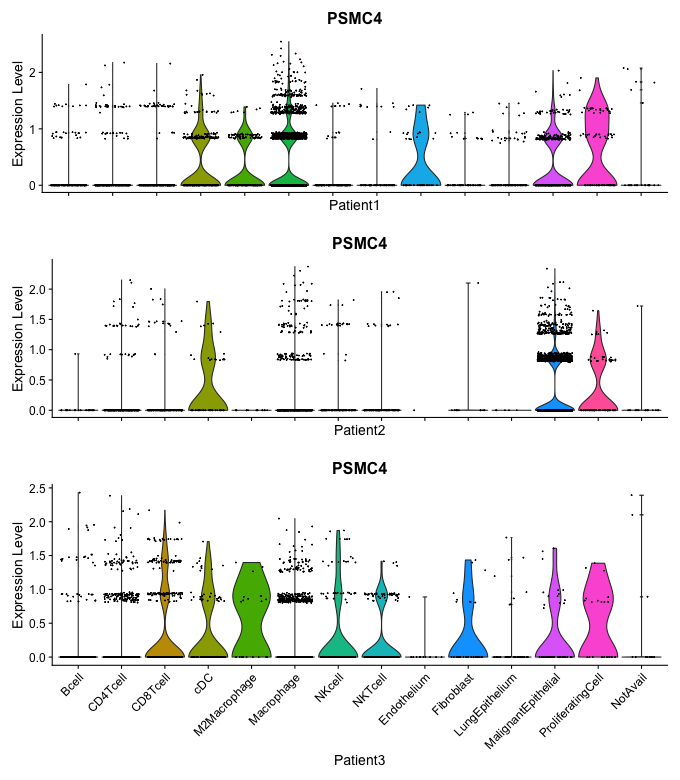 PSMC4
Expression Level
2
1
0
Patient1
PSMC4
Expression Level
2.0
1.5
1.0
0.5
0.0
Patient2
PSMC4
Expression Level
2.5
2.0
1.5
1.0
0.5
0.0
Bcell
CD4Tcell
CD8Tcell
cDC
M2Macrophage
Macrophage
NKcell
NKTcell
Endothelium
Fibroblast
LungEpithelium
MalignantEpithelial
ProliferatingCell
NotAvail
Patient3